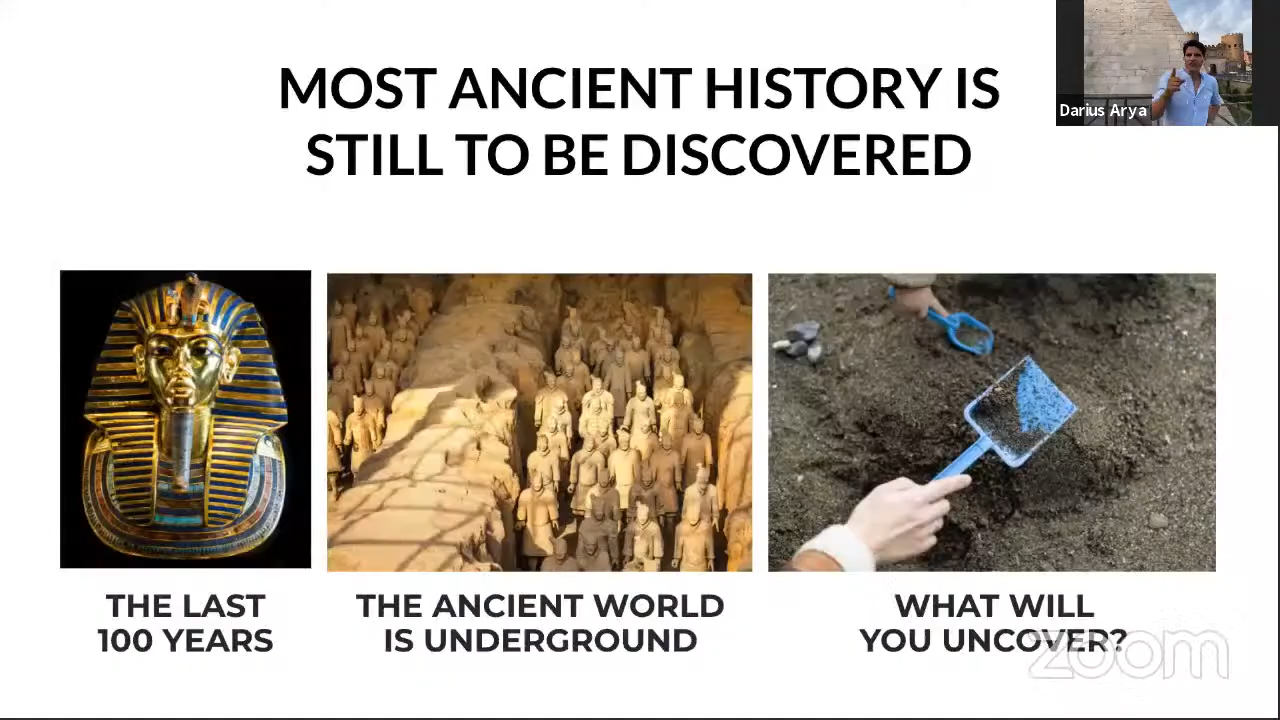 MOST ANCIENT HISTORY IS
STILL TO BE DISCOVERED
Darius Arya
THE LAST
100 YEARS
THE ANCIENT WORLD
IS UNDERGROUND
WHAT WILL
YOU UNCOVER?
zoom